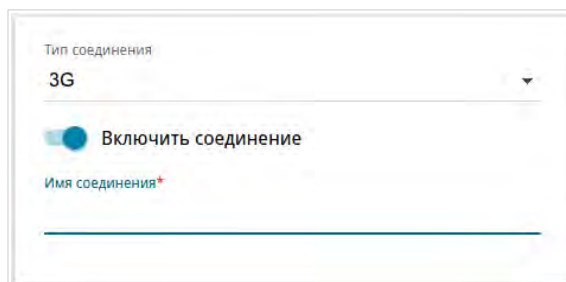 Тип соединения
3G
Включить соединение
Имя соединения*